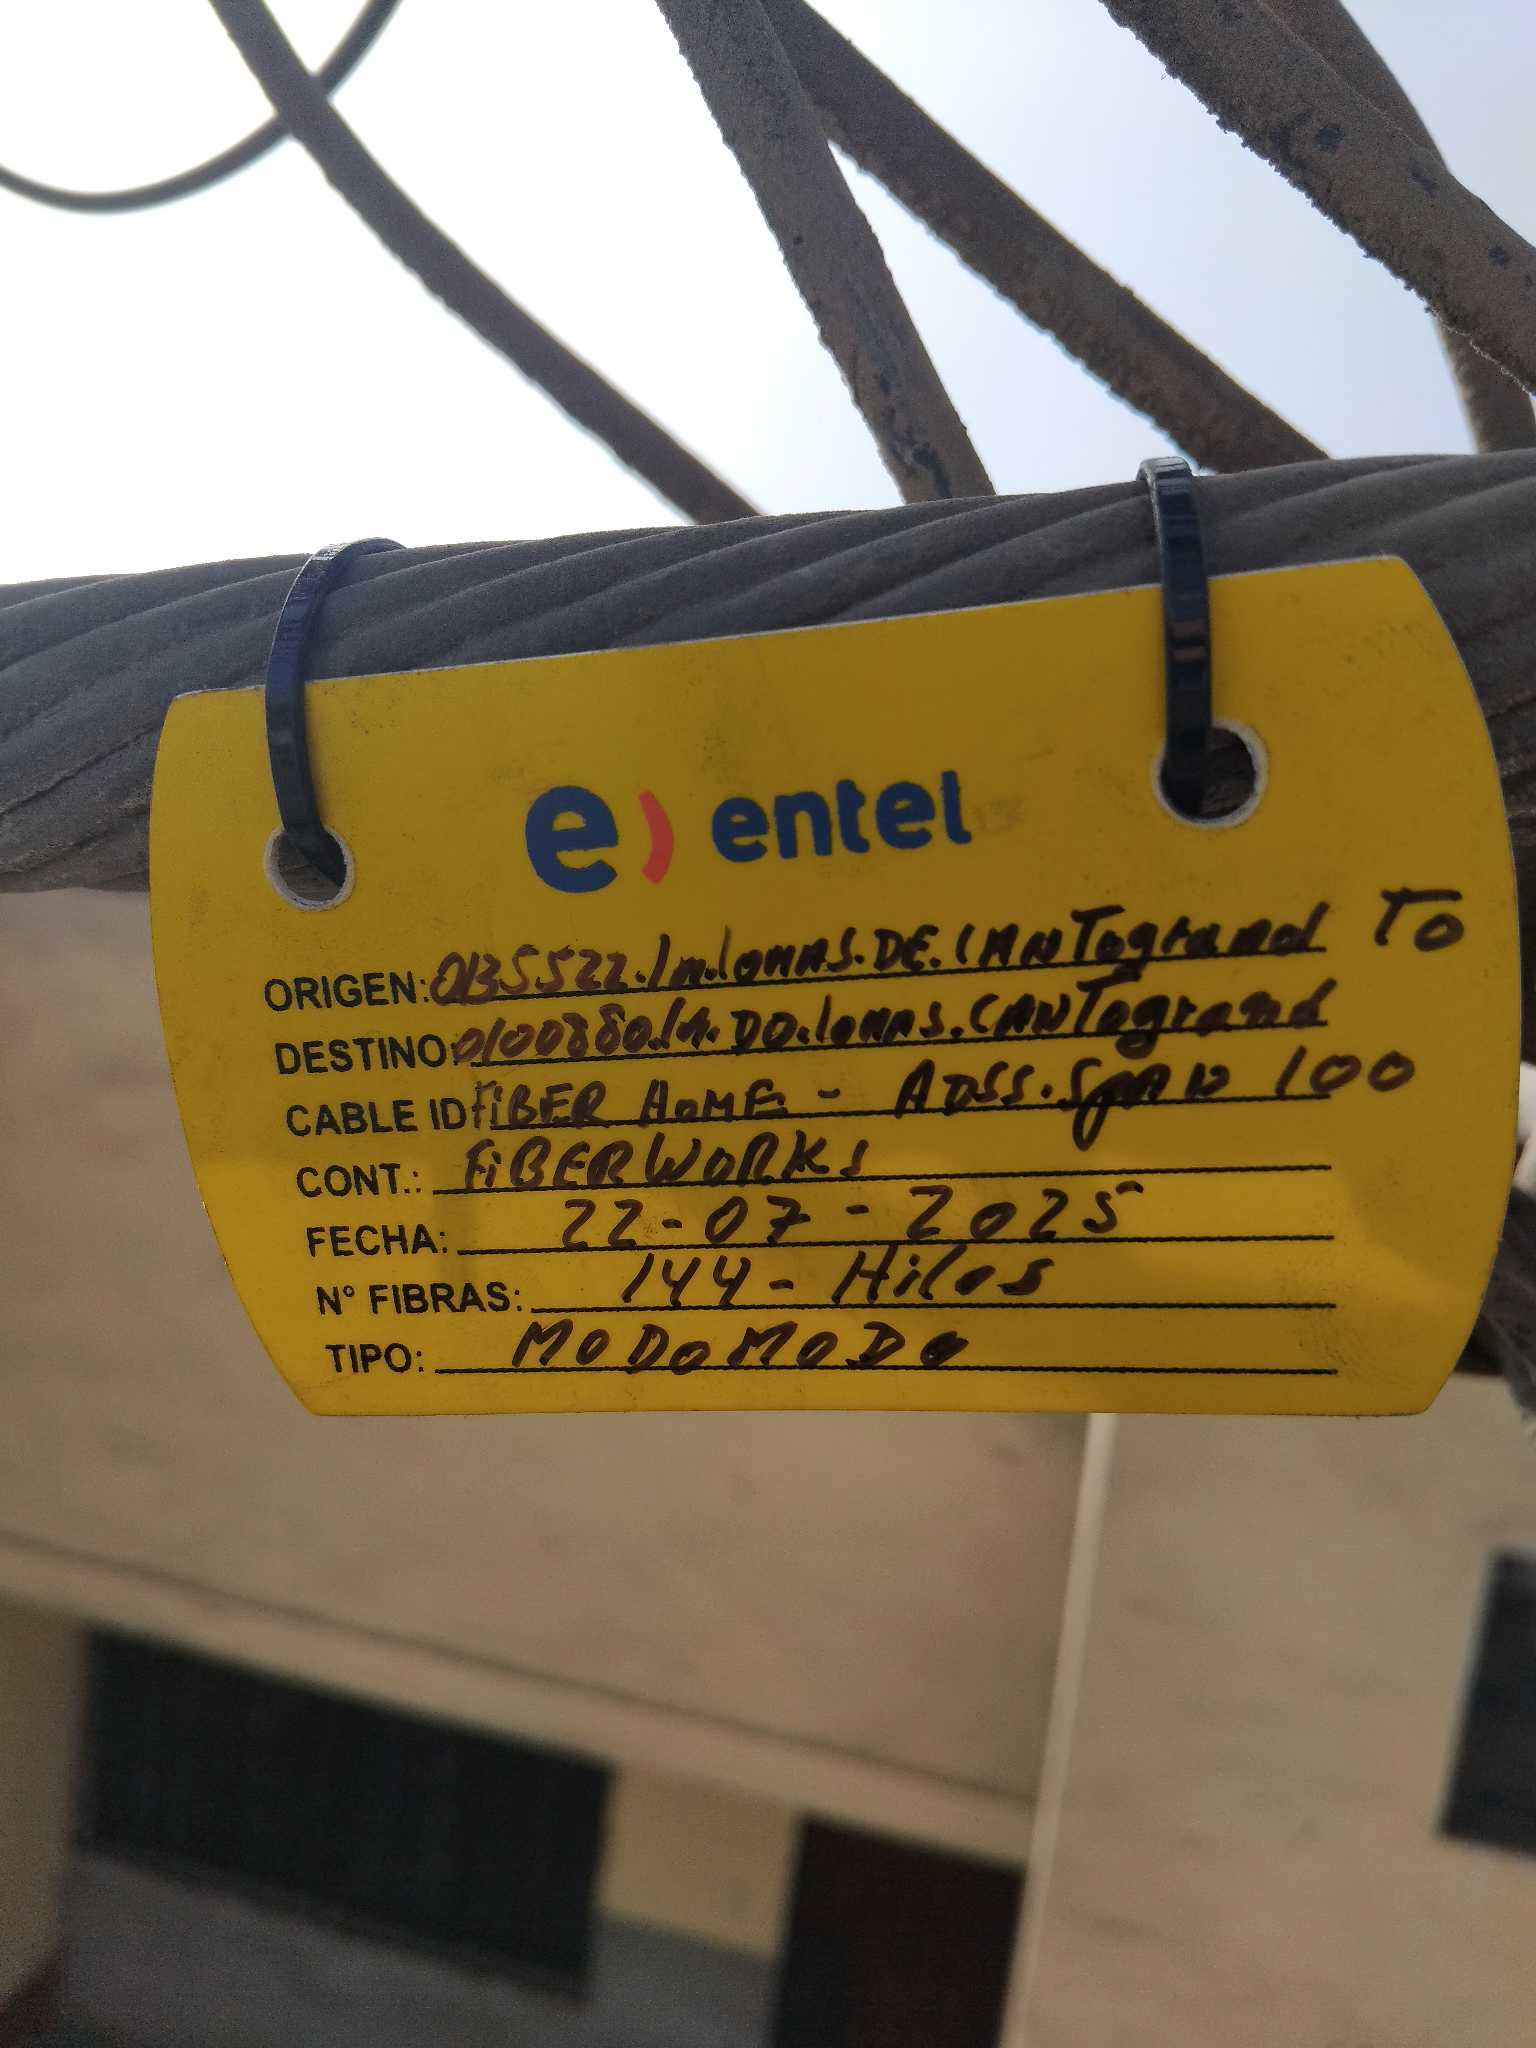 e) entel
ORIGEN: 0135522.lm.lomAS.DE.CANTogrand To
DESTINO: 0100880.l4.DO.lomAS.CANTogrand
CABLE ID FiBER HOME - ADSS.SpAN 100
CONT.: FiBERWORKS
FECHA: 22-07-2025
N° FIBRAS: 144-Hilos
TIPO: MODOMODO